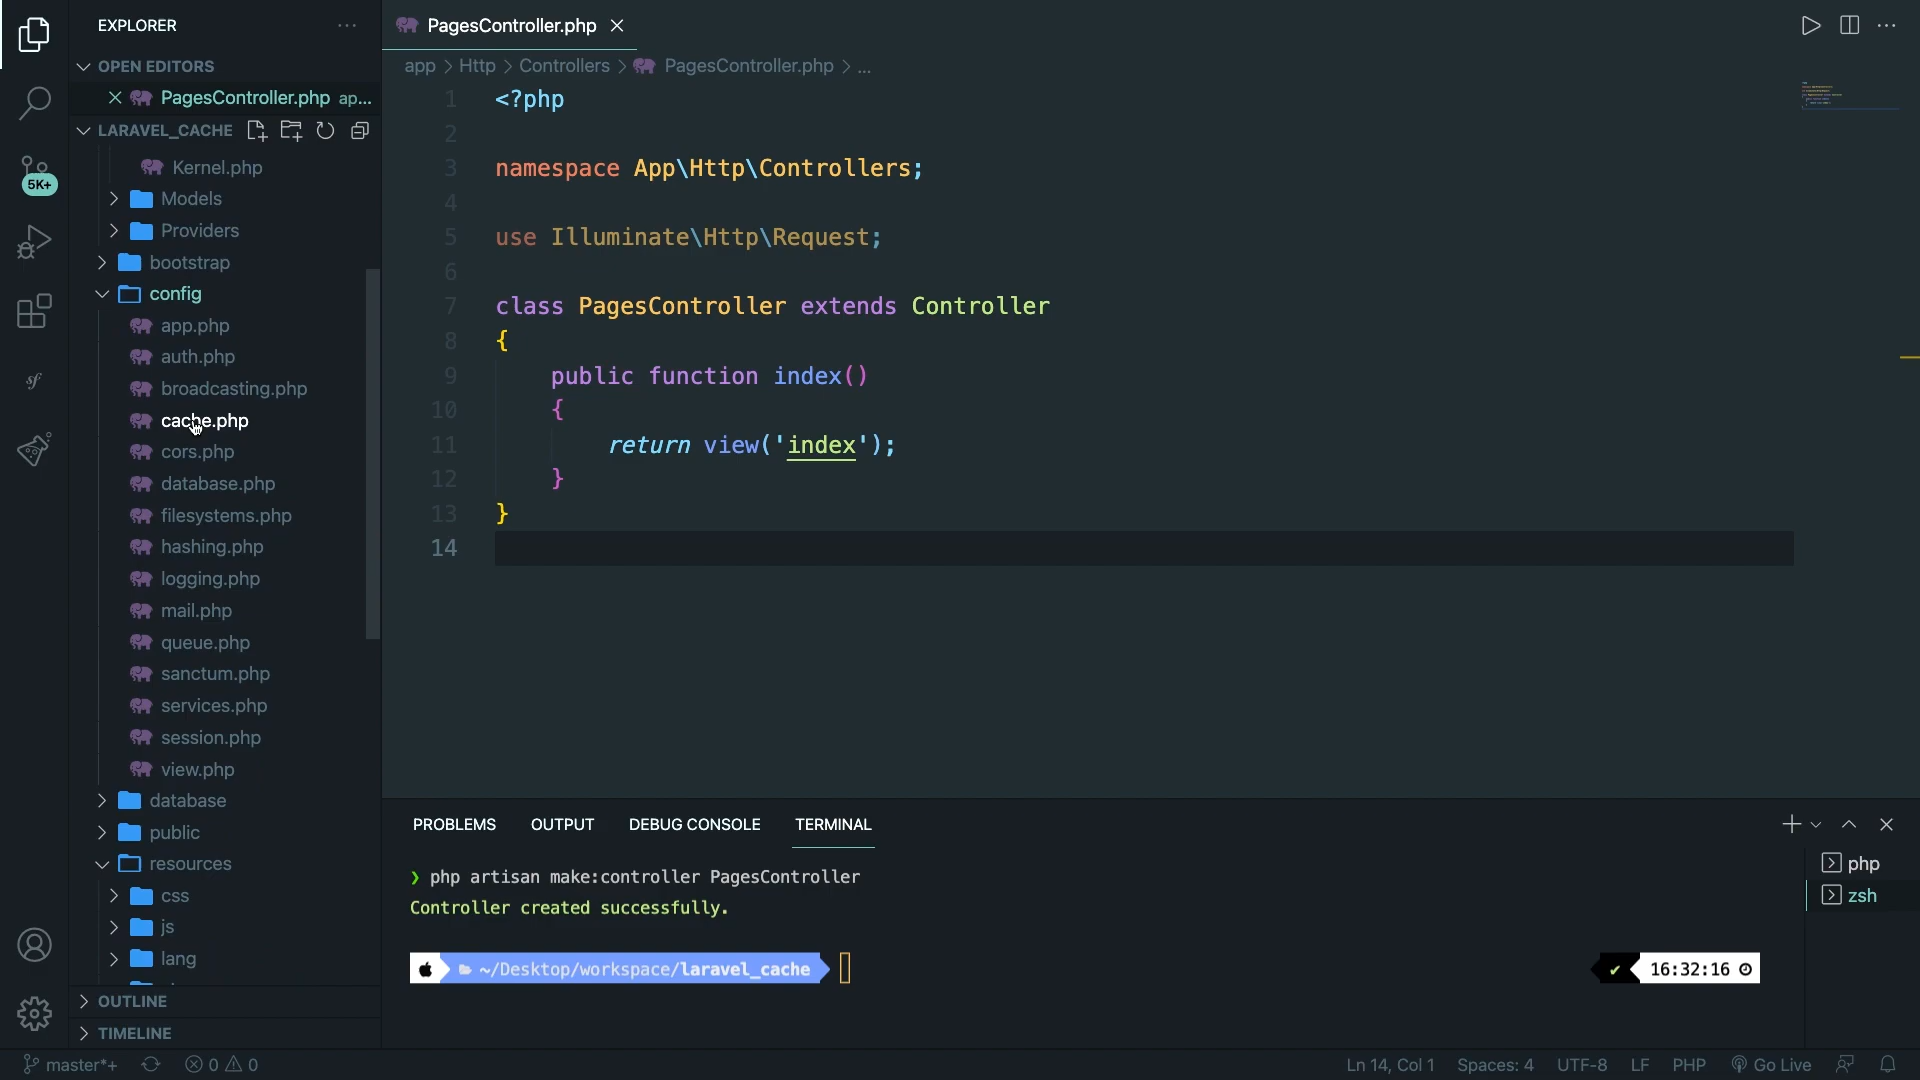 EXPLORER
OPEN EDITORS
PagesController.php ap...
LARAVEL_CACHE
Kernel.php
Models
Providers
bootstrap
config
app.php
auth.php
broadcasting.php
cache.php
cors.php
database.php
filesystems.php
hashing.php
logging.php
mail.php
queue.php
sanctum.php
services.php
session.php
view.php
database
public
resources
css
js
lang
OUTLINE
TIMELINE
5K+
PagesController.php
app > Http > Controllers > PagesController.php > ...
1 <?php
2
3 namespace App\Http\Controllers;
4
5 use Illuminate\Http\Request;
6
7 class PagesController extends Controller
8 {
9 public function index()
10 {
11 return view('index');
12 }
13 }
14
PROBLEMS OUTPUT DEBUG CONSOLE TERMINAL
❯ php artisan make:controller PagesController
Controller created successfully.
~/Desktop/workspace/laravel_cache
✔ 16:32:16
php
zsh
master*+ 0 0
Ln 14, Col 1 Spaces: 4 UTF-8 LF PHP Go Live